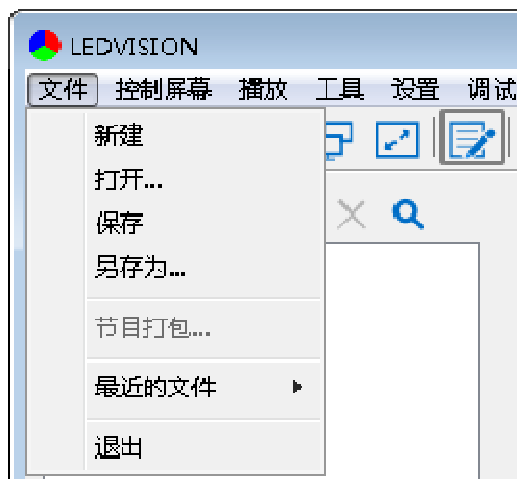 LEDVISION
文件 控制屏幕 播放 工具 设置 调试
新建
打开...
保存
另存为...
节目打包...
最近的文件
退出